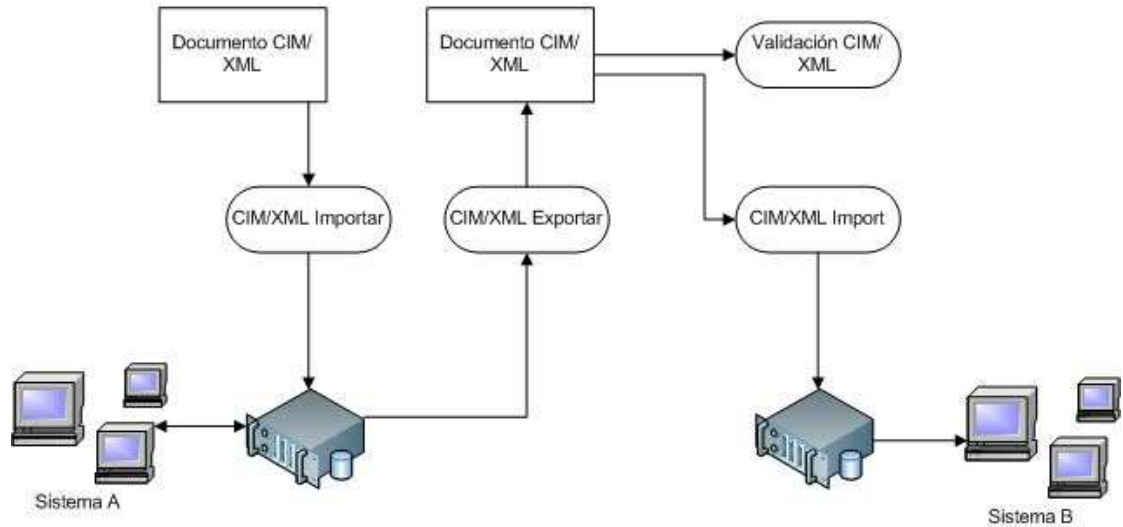 Documento CIM/
XML
Documento CIM/
XML
Validación CIM/
XML
CIM/XML Importar
CIM/XML Exportar
CIM/XML Import
Sistema A
Sistema B